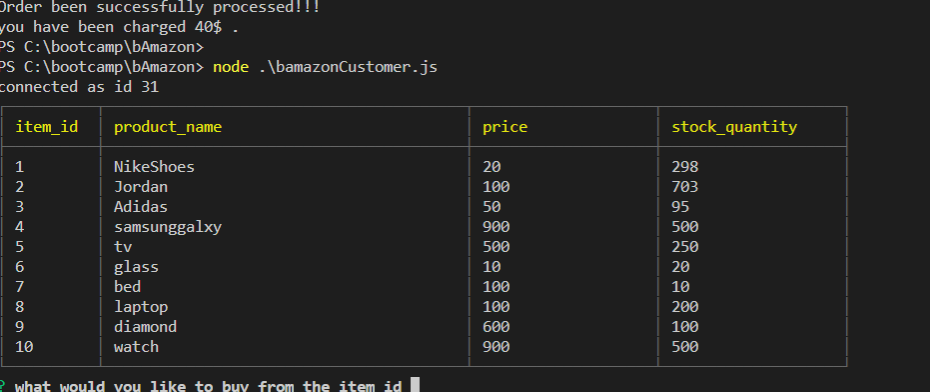 Order been successfully processed!!!
you have been charged 40$ .
PS C:\bootcamp\bAmazon>
PS C:\bootcamp\bAmazon> node .\bamazonCustomer.js
connected as id 31
item_id product_name price stock_quantity
1 NikeShoes 20 298
2 Jordan 100 703
3 Adidas 50 95
4 samsunggalxy 900 500
5 tv 500 250
6 glass 10 20
7 bed 100 10
8 laptop 100 200
9 diamond 600 100
10 watch 900 500
? what would you like to buy from the item id